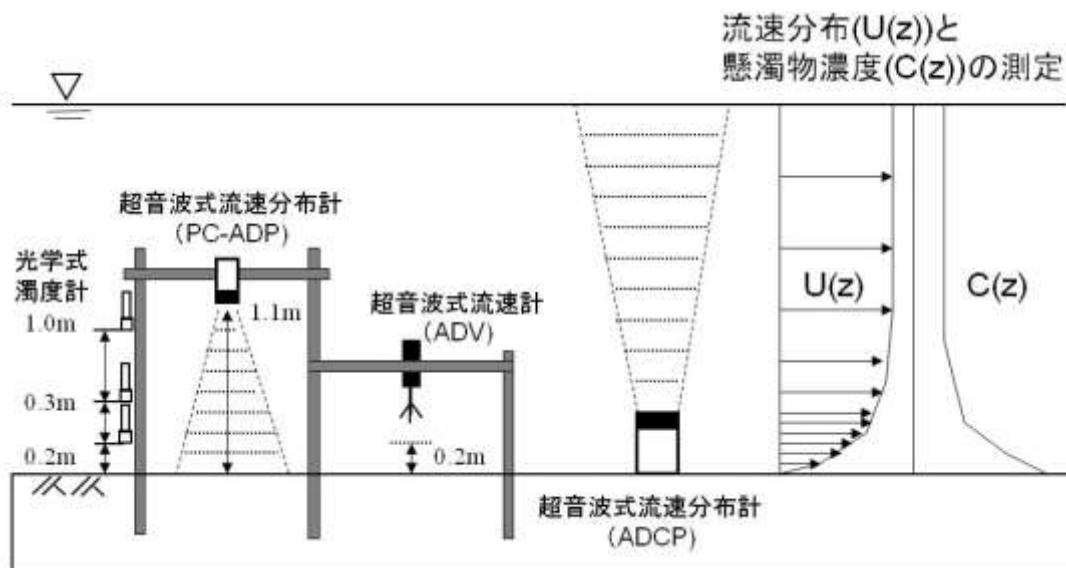 流速分布(U(z))と
懸濁物濃度(C(z))の測定
超音波式流速分布計
(PC-ADP)
光学式
濁度計
1.0m
0.3m
0.2m
1.1m
超音波式流速計
(ADV)
0.2m
超音波式流速分布計
(ADCP)
U(z)
C(z)